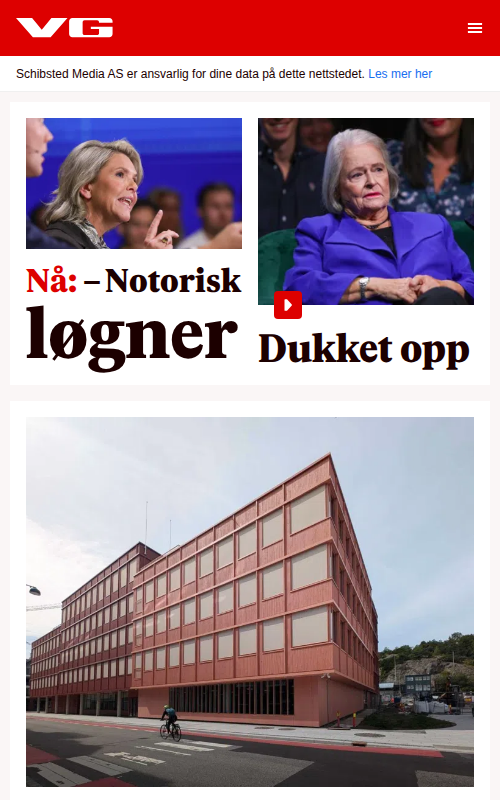 VG
Schibsted Media AS er ansvarlig for dine data på dette nettstedet. Les mer her
Nå: – Notorisk
løgner
Dukket opp